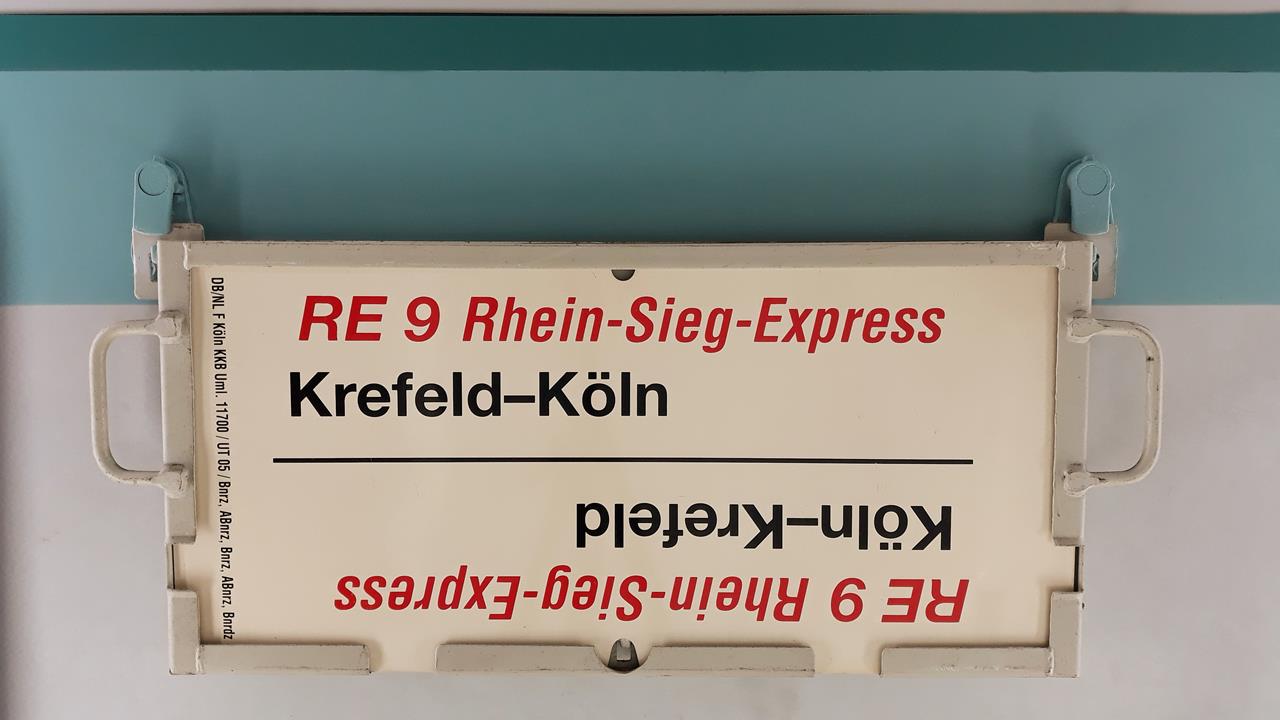 RE 9 Rhein-Sieg-Express
Krefeld–Köln
Köln–Krefeld
RE 9 Rhein-Sieg-Express
DB/NL F Köln KKB Uml. 11700 / UT 05 / Bnrz, ABnrz, Bnrz, ABnrz, Bnrdz